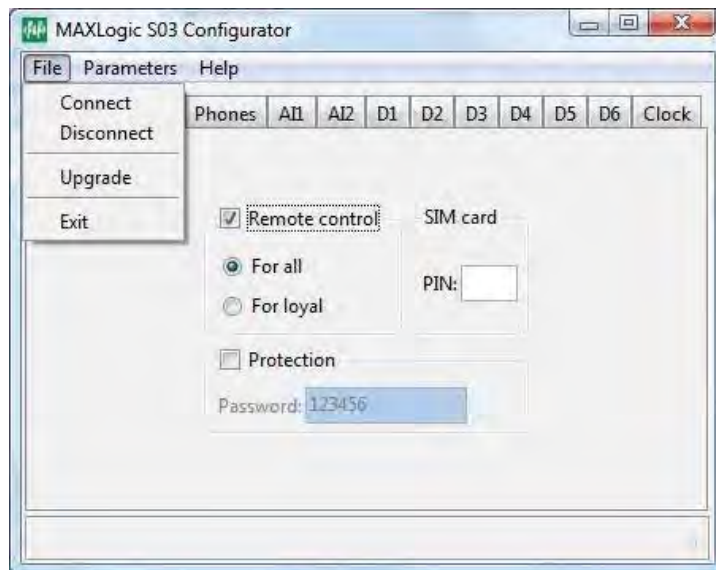 MAXLogic S03 Configurator
File Parameters Help
Connect
Disconnect
Upgrade
Exit
Phones AI1 AI2 D1 D2 D3 D4 D5 D6 Clock
Remote control
For all
For loyal
SIM card
PIN:
Protection
Password: 123456